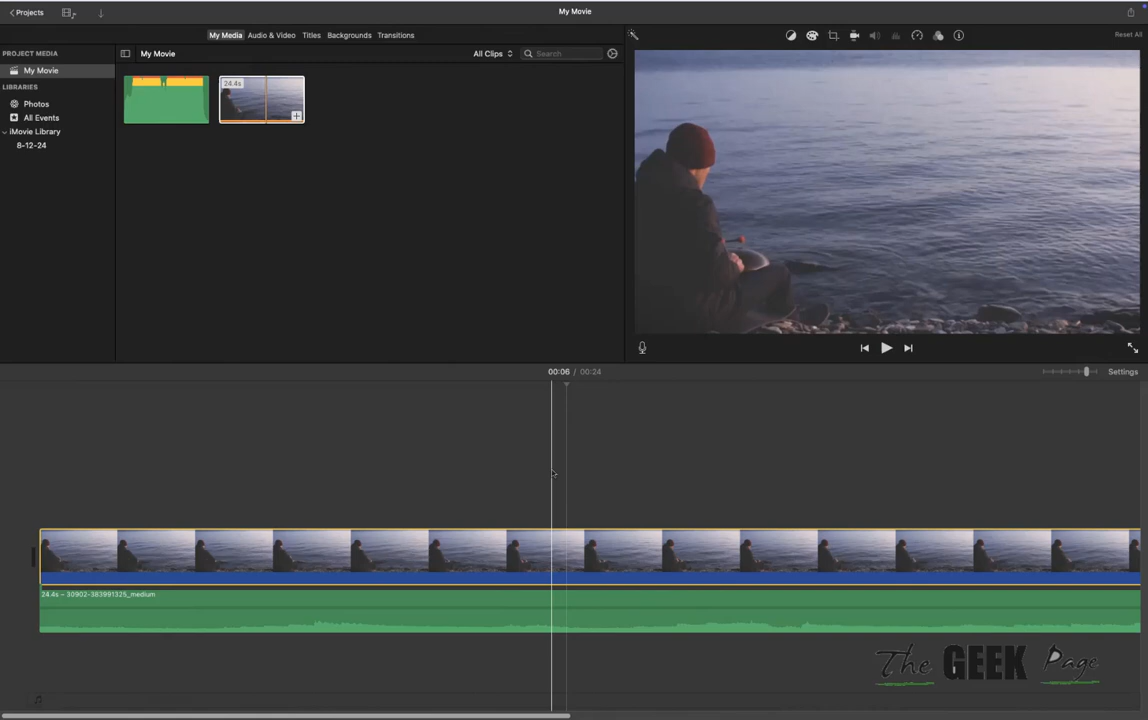 Projects
My Movie
Reset All
My Media Audio & Video Titles Backgrounds Transitions
PROJECT MEDIA
My Movie
LIBRARIES
Photos
All Events
iMovie Library
8-12-24
My Movie
All Clips
Search
24.4s
00:06 / 00:24
Settings
24.4s – 30902-383991325_medium
The GEEK Page